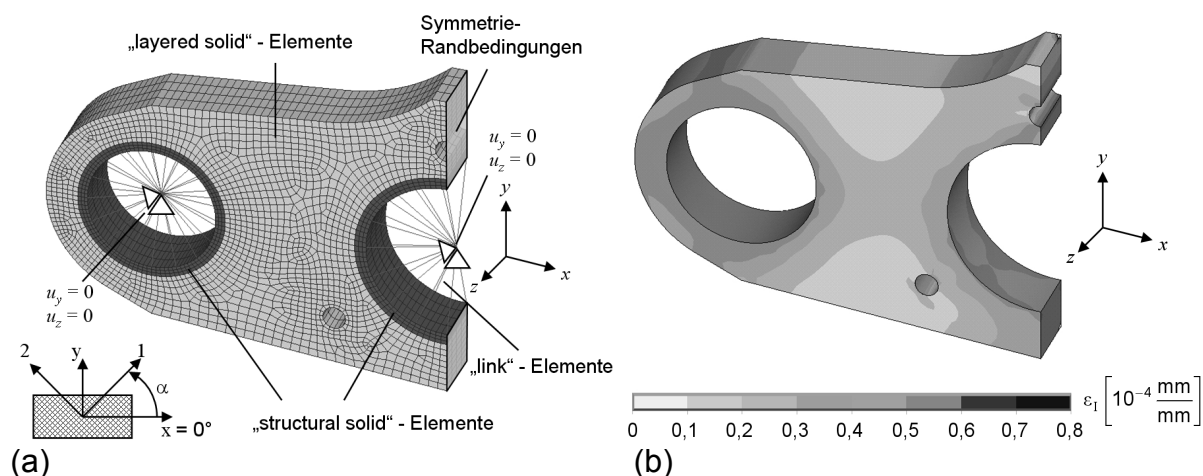 „layered solid“ - Elemente
Symmetrie-
Randbedingungen
u_y = 0
u_z = 0
y
x
z
u_y = 0
u_z = 0
„link“ - Elemente
„structural solid“ - Elemente
2
y
1
α
x = 0°
(a)
y
x
z
ε_I [10⁻⁴ mm/mm]
0 0,1 0,2 0,3 0,4 0,5 0,6 0,7 0,8
(b)